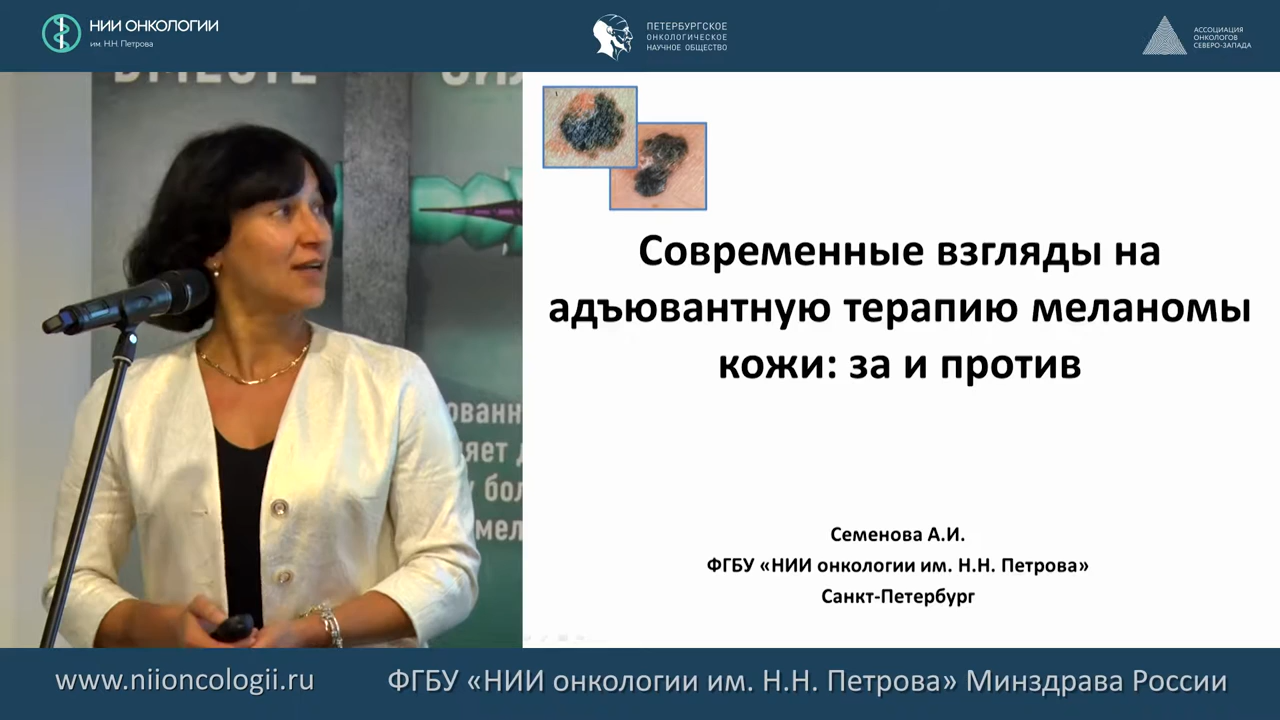 НИИ ОНКОЛОГИИ
им. Н.Н. Петрова
ПЕТЕРБУРГСКОЕ
ОНКОЛОГИЧЕСКОЕ
НАУЧНОЕ ОБЩЕСТВО
АССОЦИАЦИЯ
ОНКОЛОГОВ
СЕВЕРО-ЗАПАДА
ВМЕСТЕ
Современные взгляды на
адъювантную терапию меланомы
кожи: за и против
Семенова А.И.
ФГБУ «НИИ онкологии им. Н.Н. Петрова»
Санкт-Петербург
www.niioncologii.ru
ФГБУ «НИИ онкологии им. Н.Н. Петрова» Минздрава России